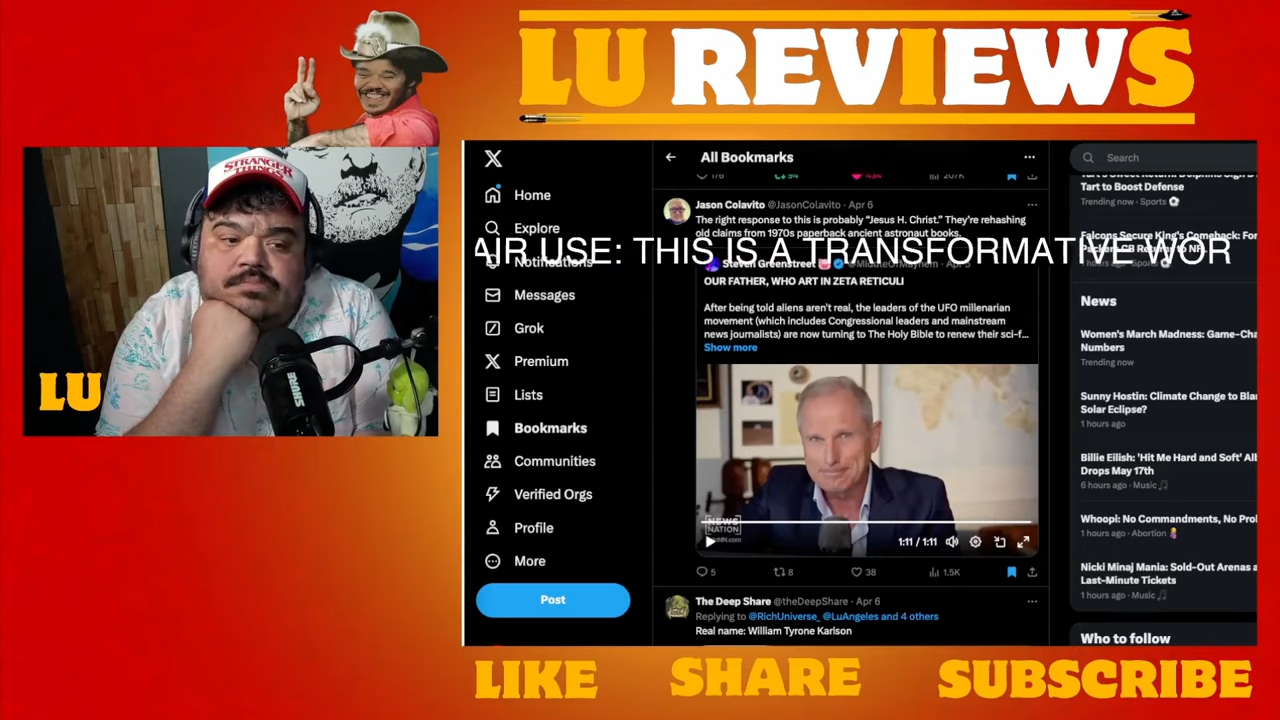 LU REVIEWS
STRANGER
THINGS
SHURE
LU
X
Home
Explore
Notifications
Messages
Grok
Premium
Lists
Bookmarks
Communities
Verified Orgs
Profile
More
Post
All Bookmarks
Jason Colavito @JasonColavito · Apr 6
The right response to this is probably "Jesus H. Christ." They're rehashing
old claims from 1970s paperback ancient astronaut books.
AIR USE: THIS IS A TRANSFORMATIVE WOR
Steven Greenstreet @MiddleOfMayhem · Apr 5
OUR FATHER, WHO ART IN ZETA RETICULI
After being told aliens aren't real, the leaders of the UFO millenarian
movement (which includes Congressional leaders and mainstream
news journalists) are now turning to The Holy Bible to renew their sci-f...
Show more
NEWS
NATION
1:11 / 1:11
5
8
38
1.5K
The Deep Share @theDeepShare · Apr 6
Replying to @RichUniverse_ @LuAngeles and 4 others
Real name: William Tyrone Karlson
Search
Tart to Boost Defense
Trending now · Sports
Falcons Secure King's Comeback: For
News
Women's March Madness: Game-Cha
Numbers
Trending now
Sunny Hostin: Climate Change to Bla
Solar Eclipse?
1 hours ago
Billie Eilish: 'Hit Me Hard and Soft' Al
Drops May 17th
6 hours ago · Music
Whoopi: No Commandments, No Pro
1 hours ago · Abortion
Nicki Minaj Mania: Sold-Out Arenas a
Last-Minute Tickets
1 hours ago · Music
Who to follow
LIKE SHARE SUBSCRIBE